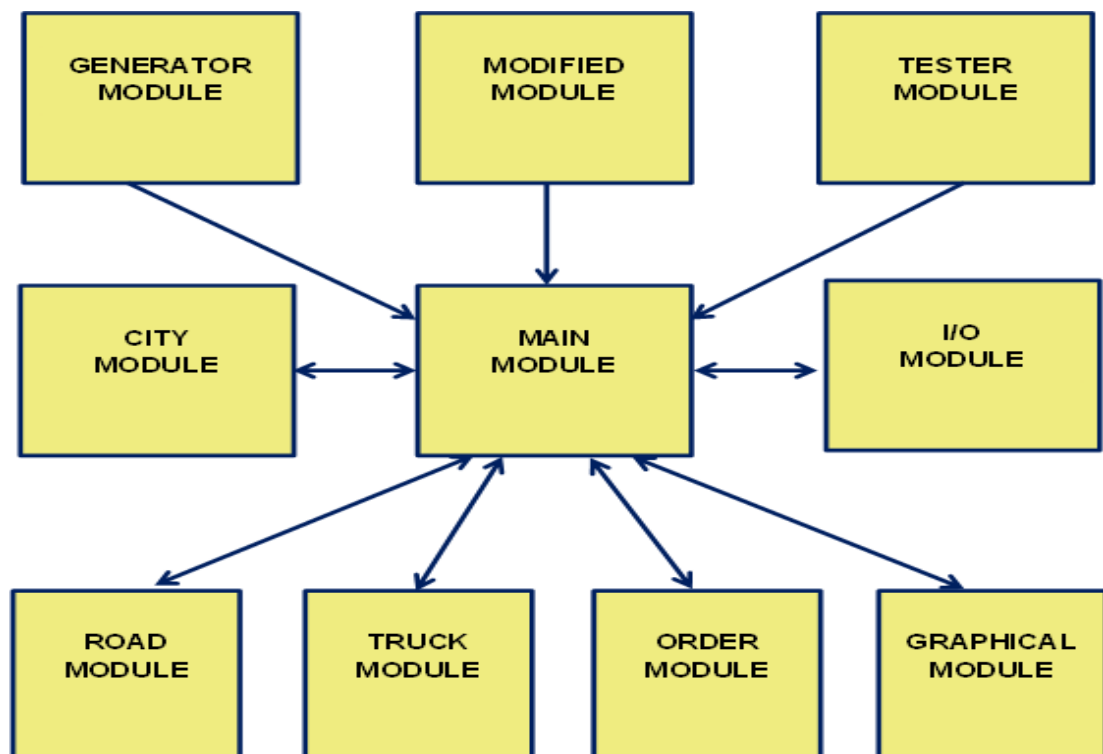 GENERATOR
MODULE
MODIFIED
MODULE
TESTER
MODULE
CITY
MODULE
MAIN
MODULE
I/O
MODULE
ROAD
MODULE
TRUCK
MODULE
ORDER
MODULE
GRAPHICAL
MODULE